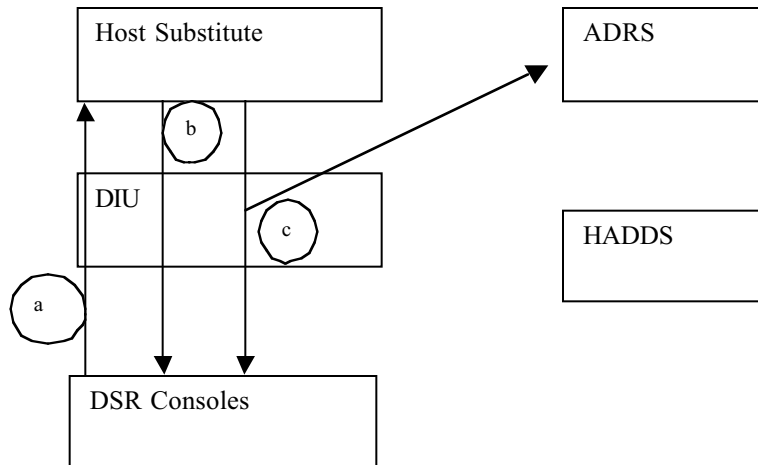 Host Substitute
ADRS
b
DIU
c
HADDS
a
DSR Consoles